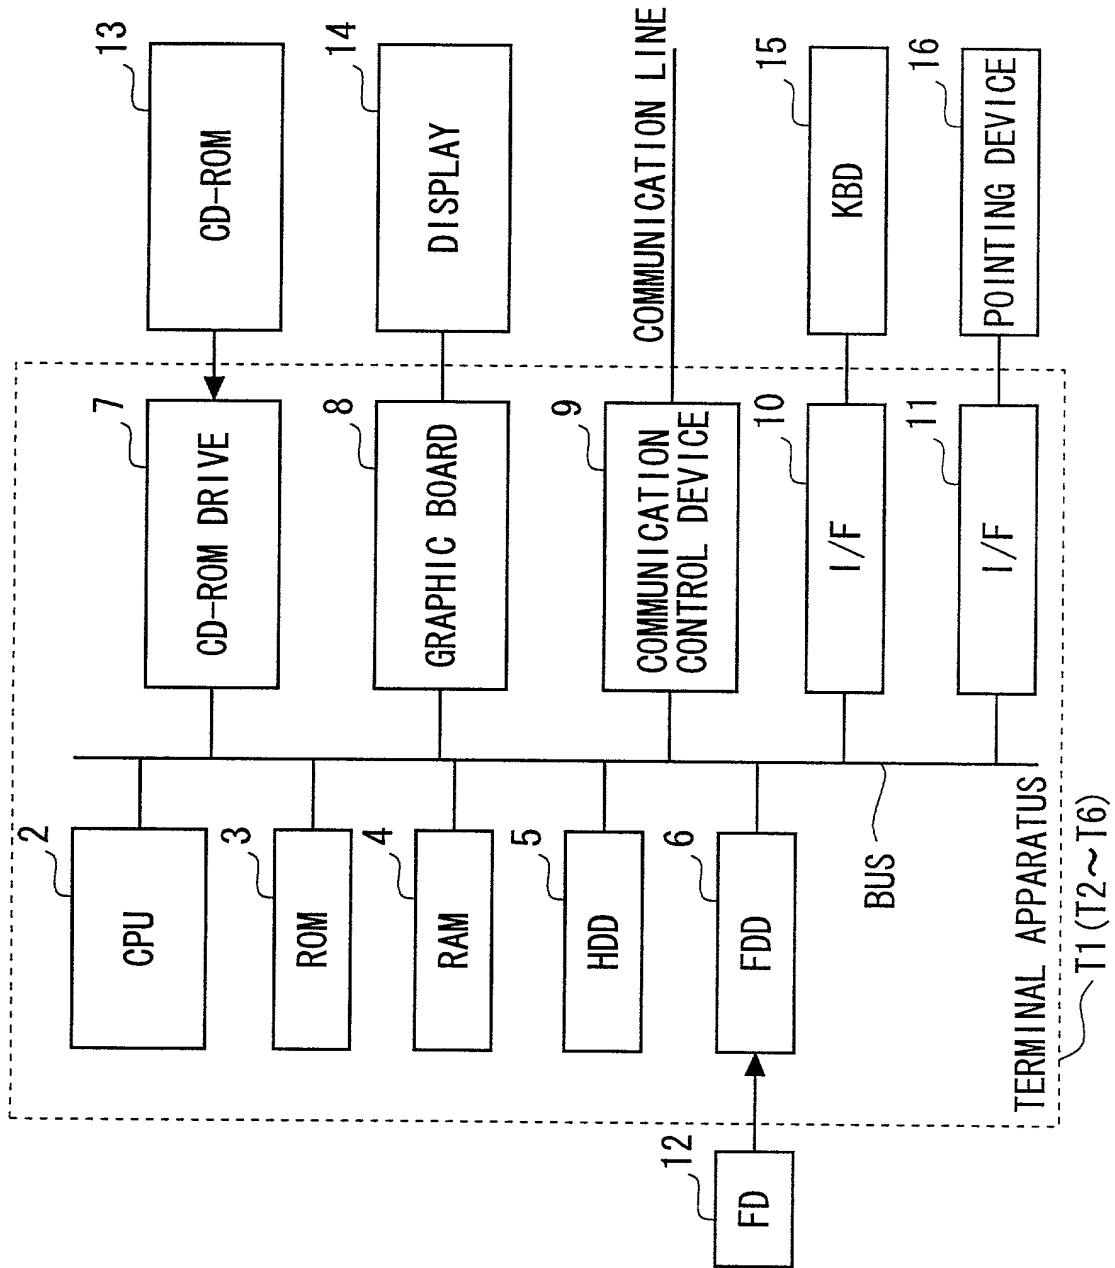 13
CD-ROM
14
DISPLAY
COMMUNICATION LINE
15
KBD
16
POINTING DEVICE
7
CD-ROM DRIVE
8
GRAPHIC BOARD
9
COMMUNICATION
CONTROL DEVICE
10
I/F
11
I/F
2
CPU
3
ROM
4
RAM
5
HDD
6
FDD
BUS
TERMINAL APPARATUS
T1 (T2~T6)
12
FD